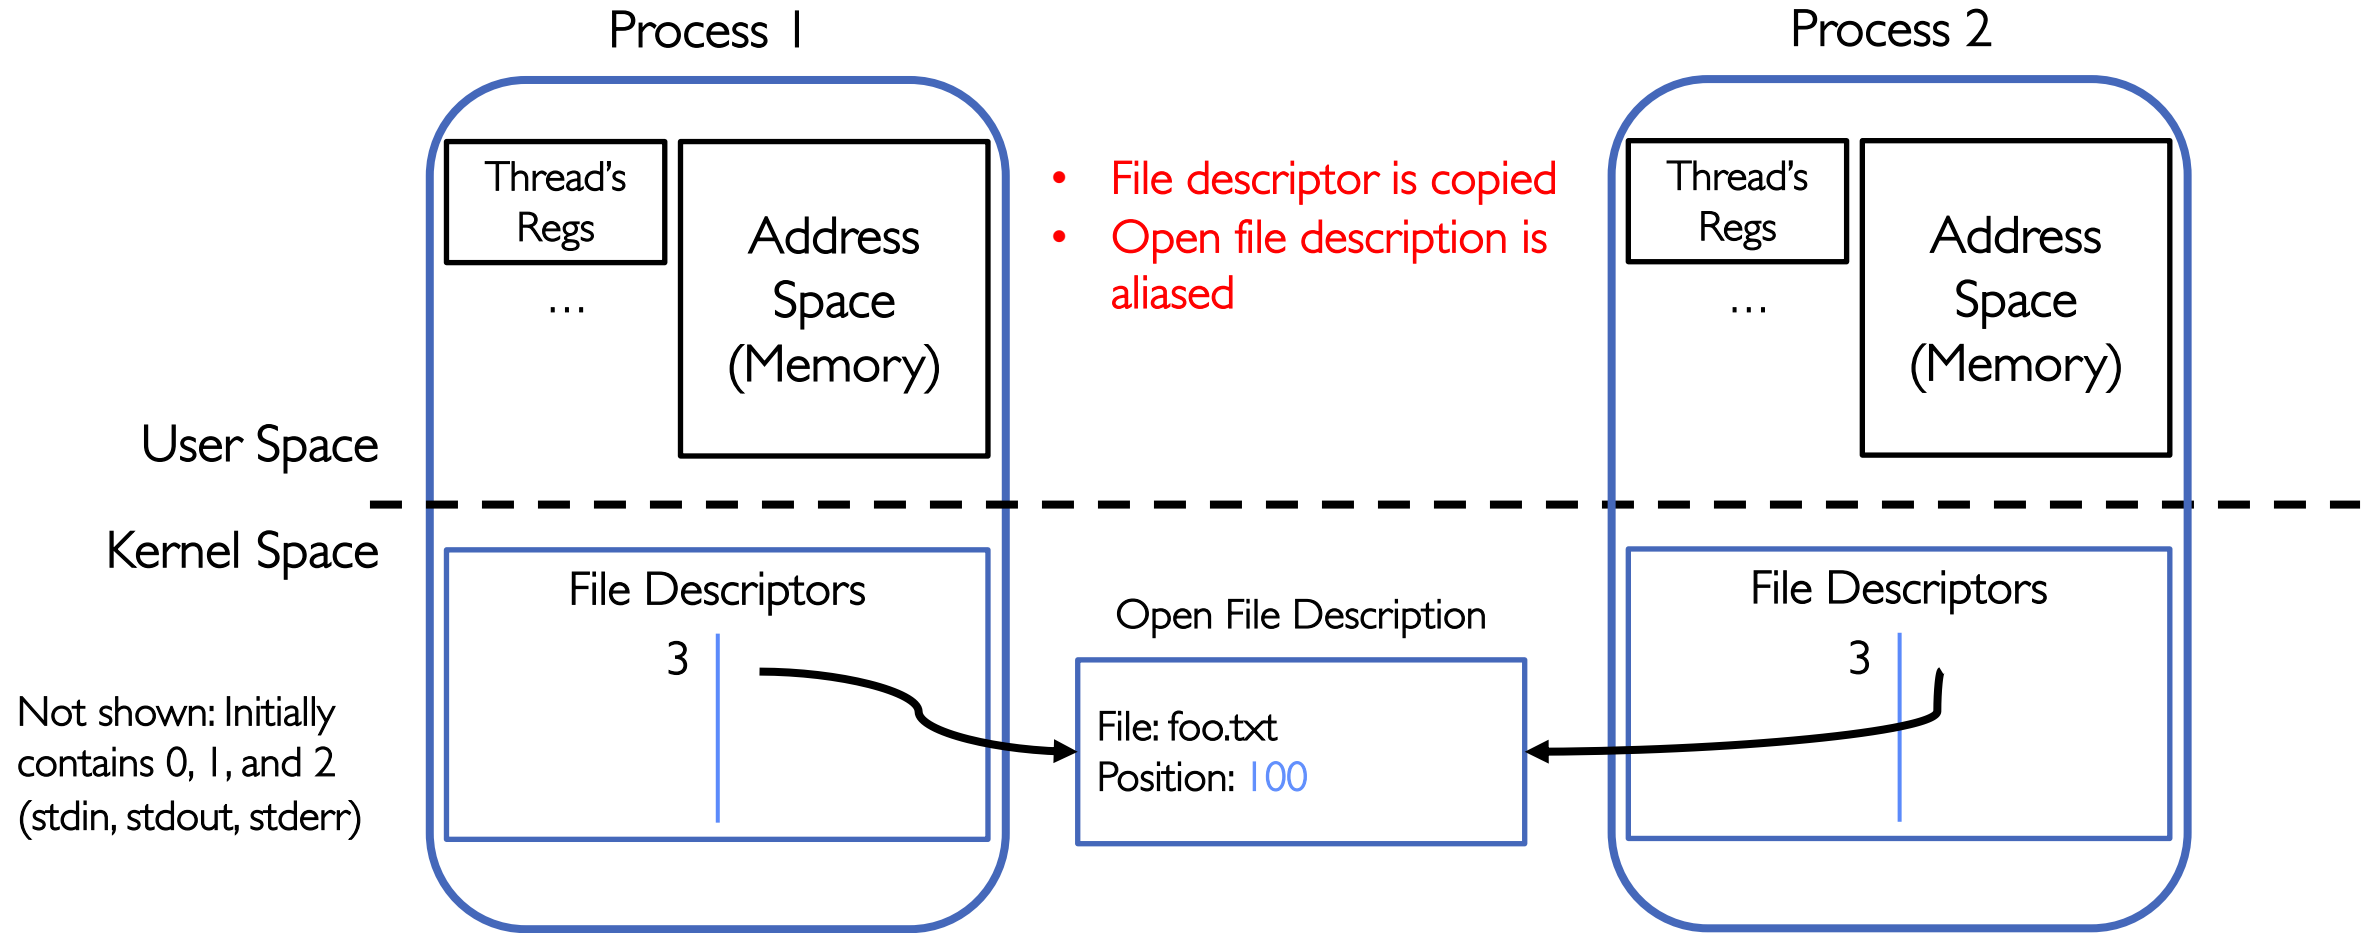 Process 1
Process 2
Thread's
Regs
...
Address
Space
(Memory)
• File descriptor is copied
• Open file description is
aliased
Thread's
Regs
...
Address
Space
(Memory)
User Space
Kernel Space
File Descriptors
3
Open File Description
File: foo.txt
Position: 100
File Descriptors
3
Not shown: Initially
contains 0, 1, and 2
(stdin, stdout, stderr)